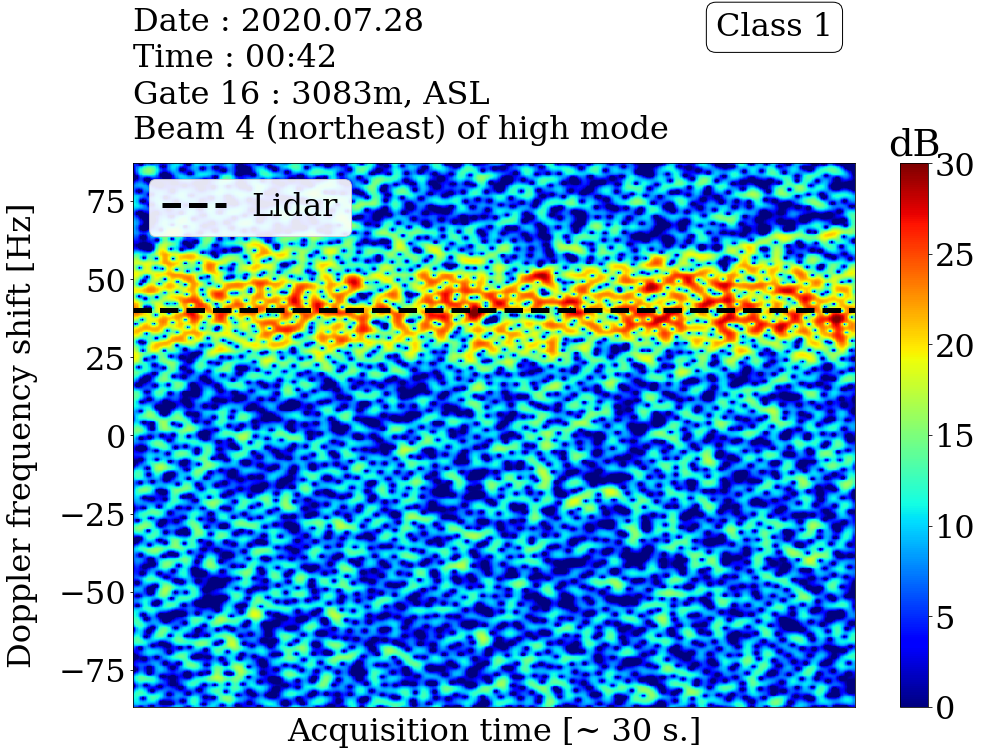 Date : 2020.07.28
Time : 00:42
Gate 16 : 3083m, ASL
Beam 4 (northeast) of high mode
Class 1
dB
Lidar
Doppler frequency shift [Hz]
75
50
25
0
−25
−50
−75
30
25
20
15
10
5
0
Acquisition time [~ 30 s.]